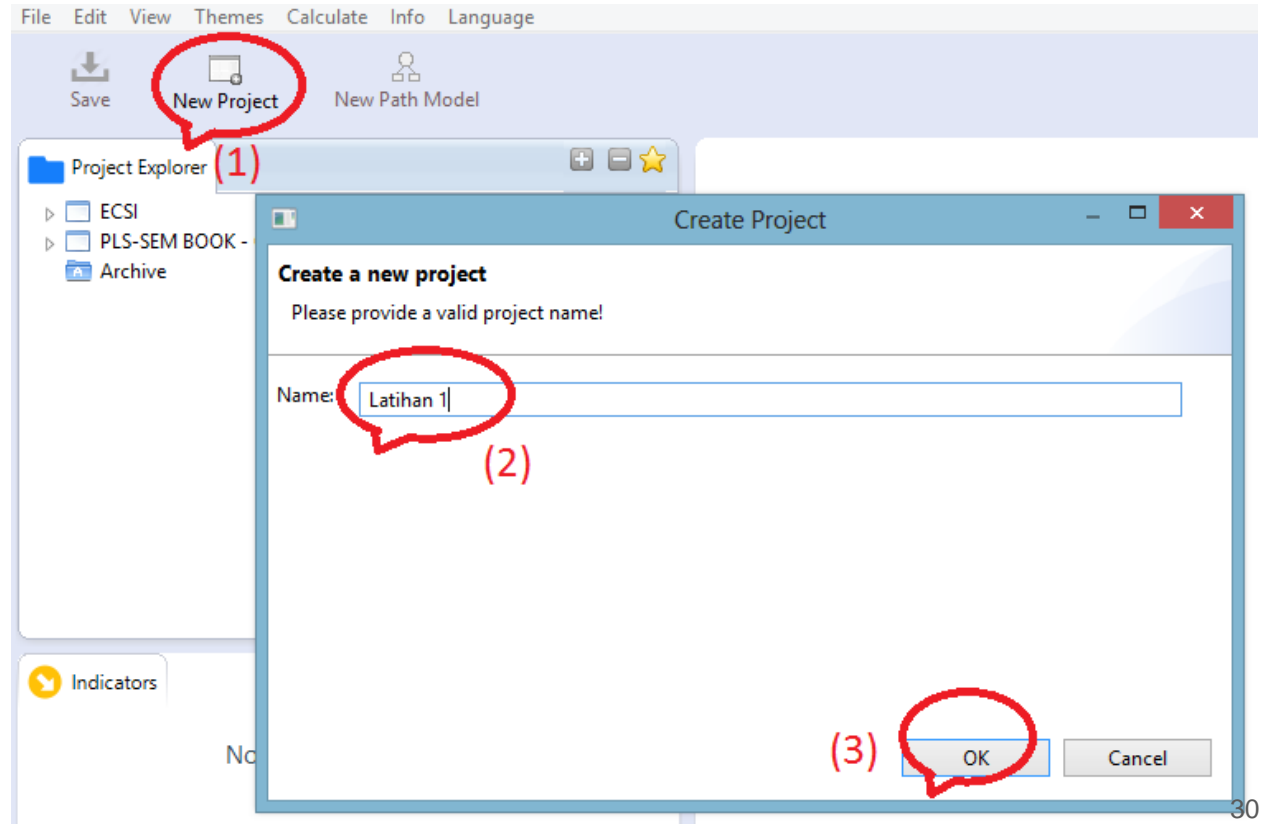 File Edit View Themes Calculate Info Language
Save New Project New Path Model
Project Explorer (1)
ECSI
PLS-SEM BOOK -
Archive
Create Project
Create a new project
Please provide a valid project name!
Name: Latihan 1
(2)
Indicators
No
(3) OK Cancel
30